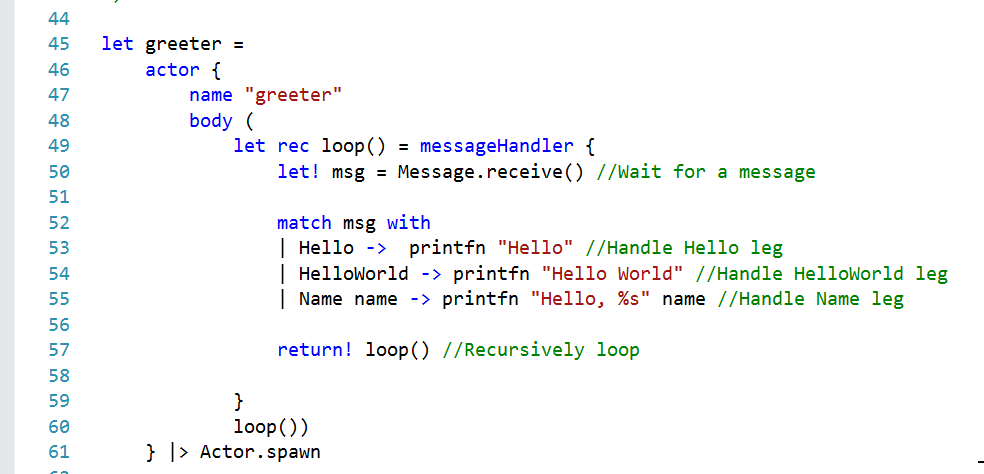 44
45 let greeter =
46     actor {
47         name "greeter"
48         body (
49             let rec loop() = messageHandler {
50                 let! msg = Message.receive() //Wait for a message
51
52                 match msg with
53                 | Hello ->  printfn "Hello" //Handle Hello leg
54                 | HelloWorld -> printfn "Hello World" //Handle HelloWorld leg
55                 | Name name -> printfn "Hello, %s" name //Handle Name leg
56
57                 return! loop() //Recursively loop
58
59             }
60             loop())
61     } |> Actor.spawn